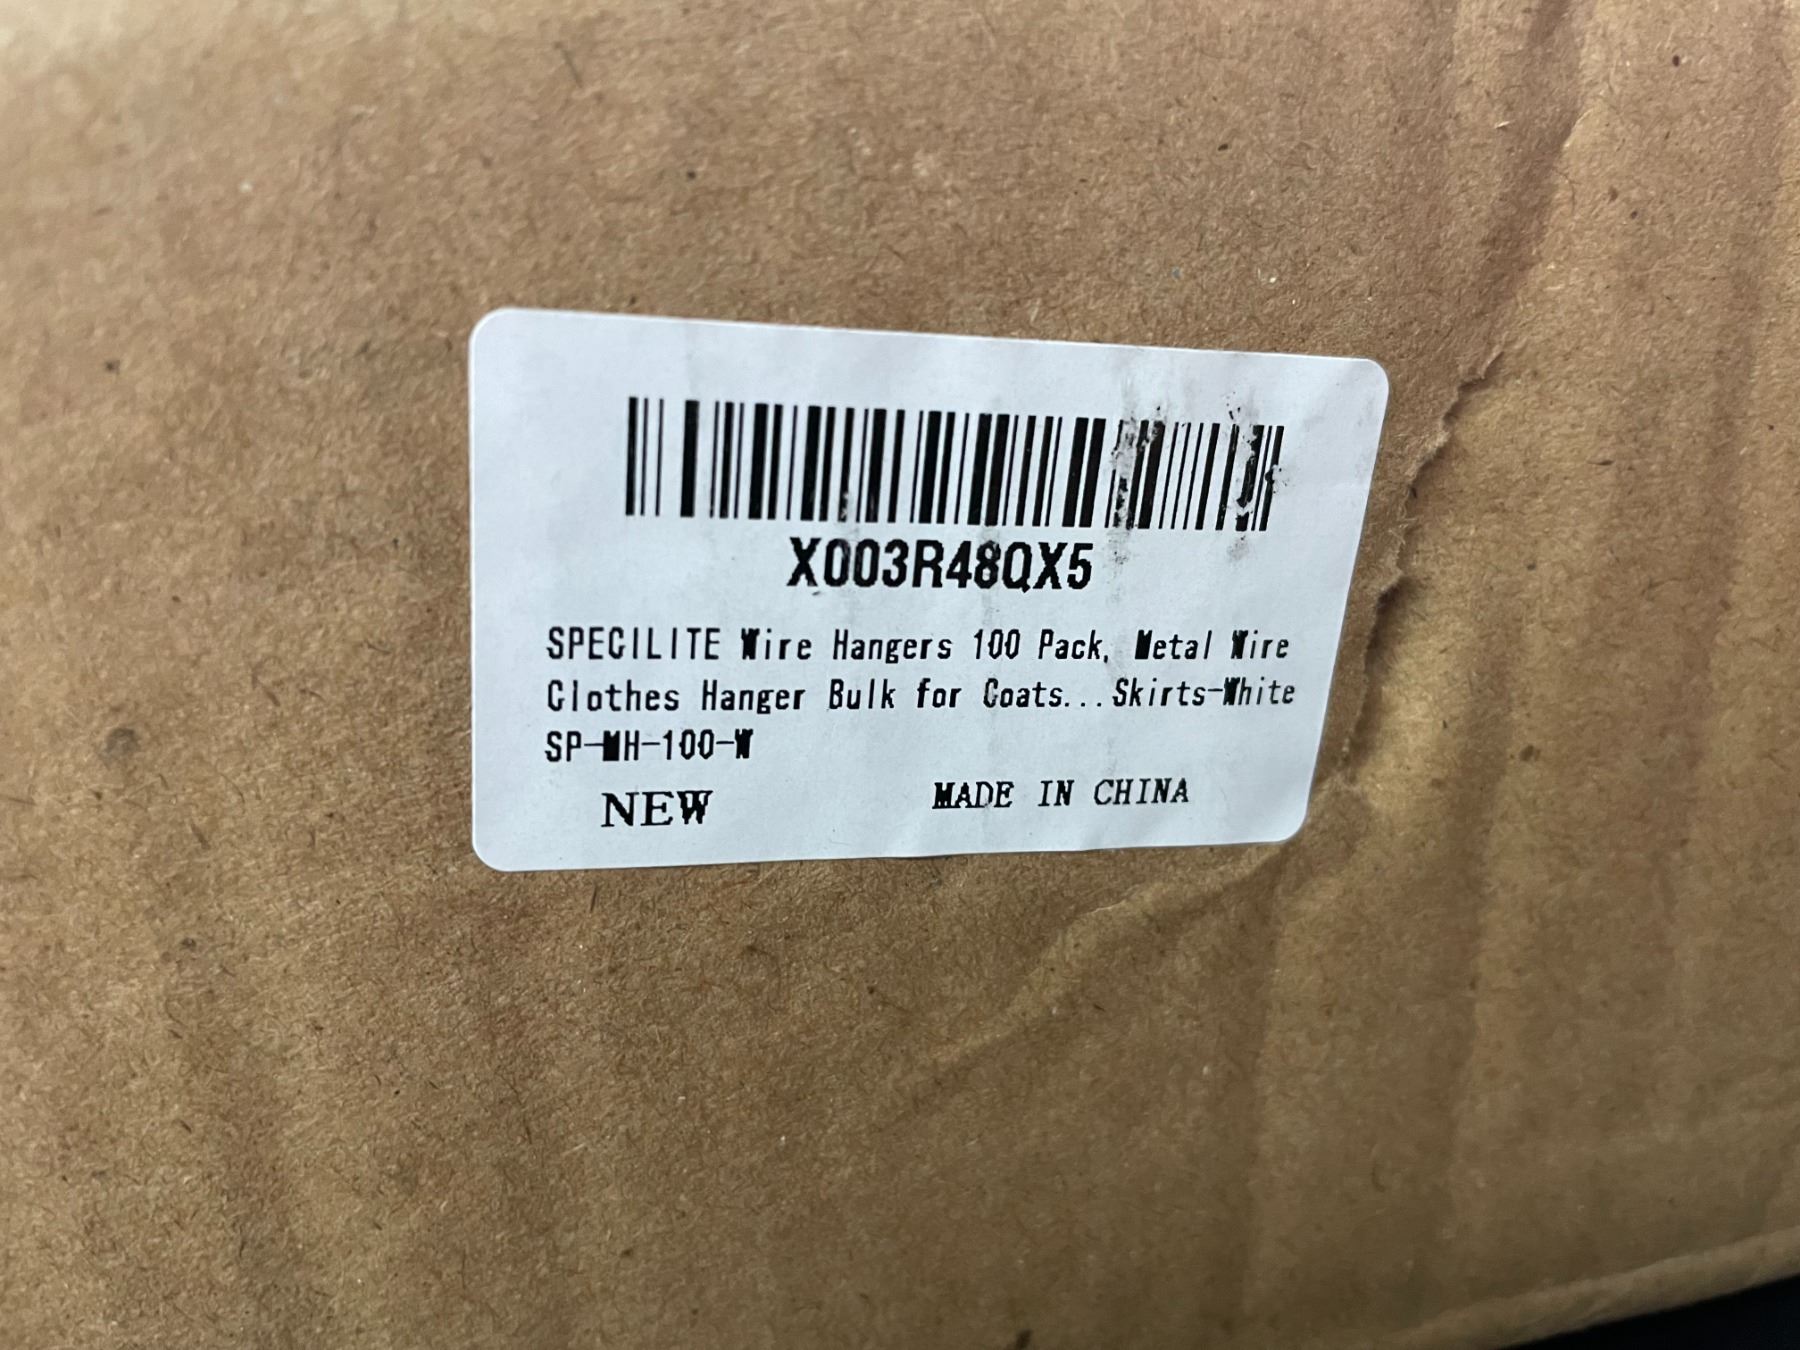 X003R48QX5
SPECILITE Wire Hangers 100 Pack, Metal Wire
Clothes Hanger Bulk for Coats...Skirts-White
SP-MH-100-W
NEW MADE IN CHINA